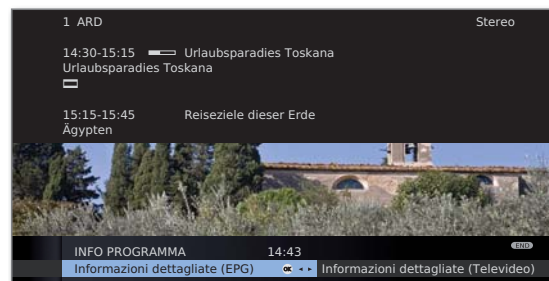 1 ARD Stereo
14:30-15:15 Urlaubsparadies Toskana
Urlaubsparadies Toskana
15:15-15:45 Reiseziele dieser Erde
Ägypten
INFO PROGRAMMA 14:43 END
Informazioni dettagliate (EPG) OK Informazioni dettagliate (Televideo)